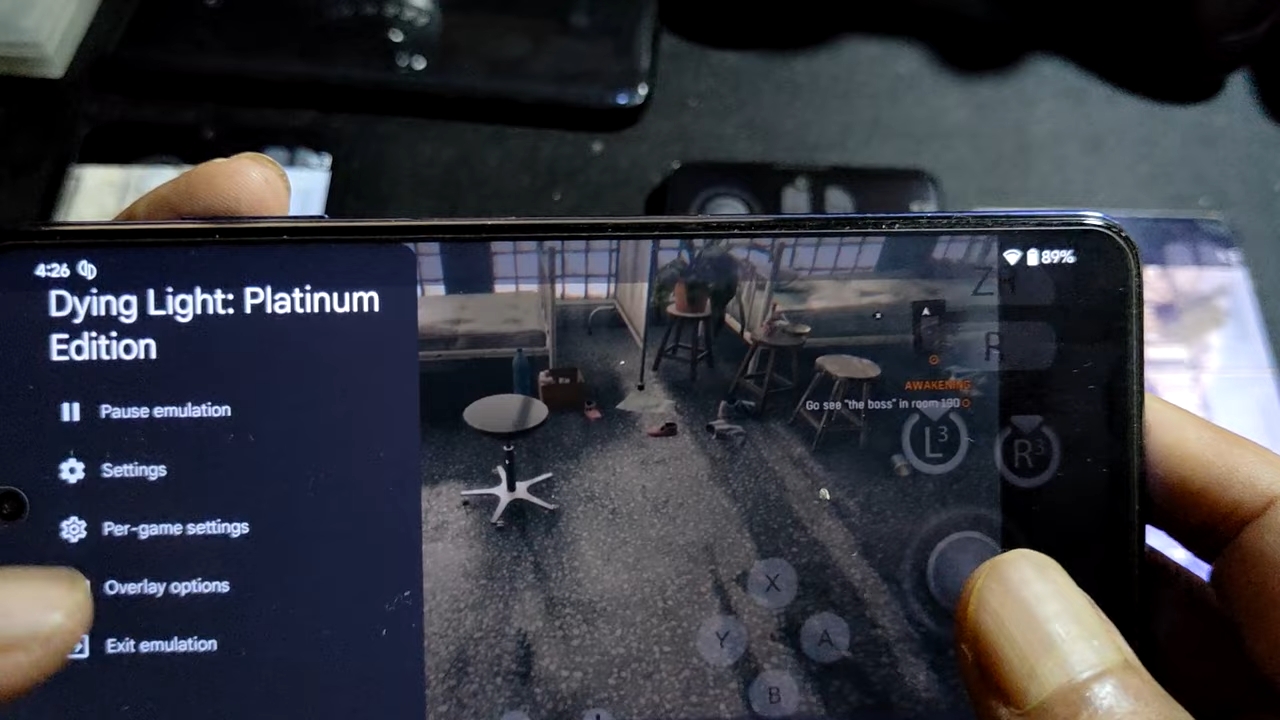 4:26
89%
Dying Light: Platinum
Edition
Pause emulation
Settings
Per-game settings
Overlay options
Exit emulation
A
AWAKENING
Go see "the boss" in room 190
R
L3
R3
X
Y
A
B